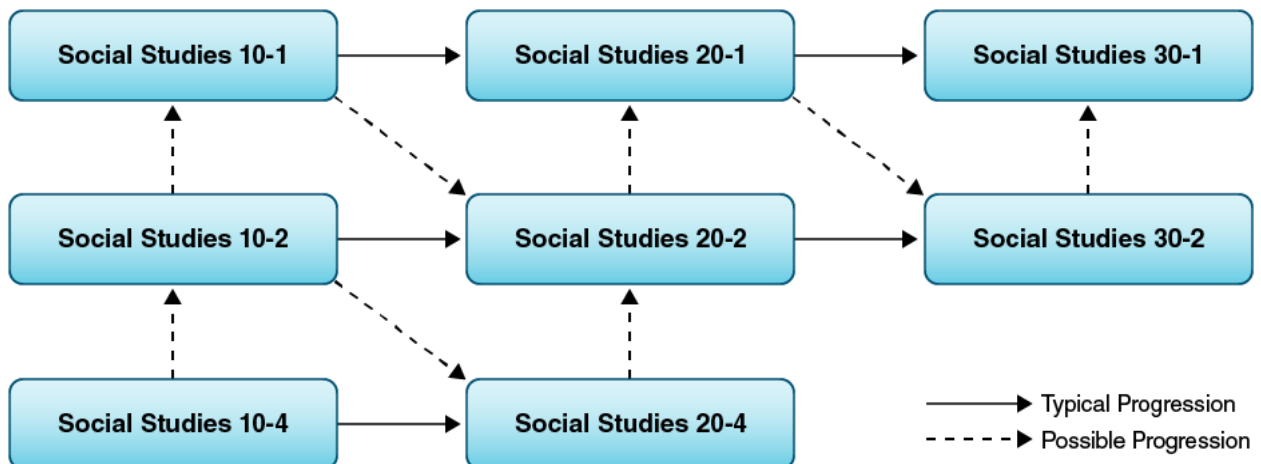 Social Studies 10-1
Social Studies 20-1
Social Studies 30-1
Social Studies 10-2
Social Studies 20-2
Social Studies 30-2
Social Studies 10-4
Social Studies 20-4
Typical Progression
Possible Progression